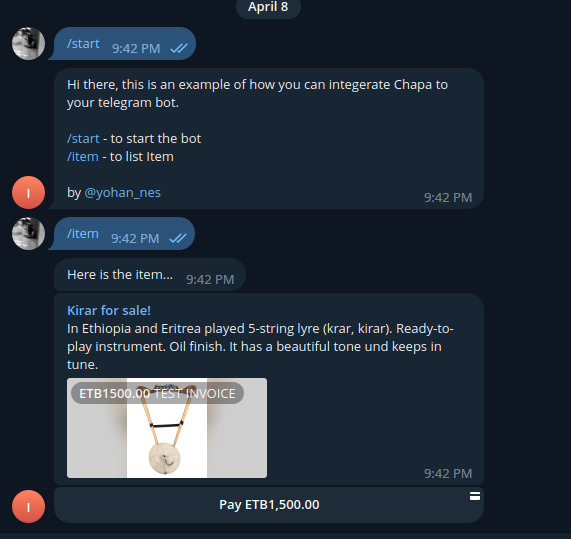 April 8
/start 9:42 PM
Hi there, this is an example of how you can integerate Chapa to
your telegram bot.
/start - to start the bot
/item - to list Item
by @yohan_nes
9:42 PM
I
/item 9:42 PM
Here is the item... 9:42 PM
Kirar for sale!
In Ethiopia and Eritrea played 5-string lyre (krar, kirar). Ready-to-
play instrument. Oil finish. It has a beautiful tone und keeps in
tune.
ETB1500.00 TEST INVOICE
9:42 PM
Pay ETB1,500.00
I